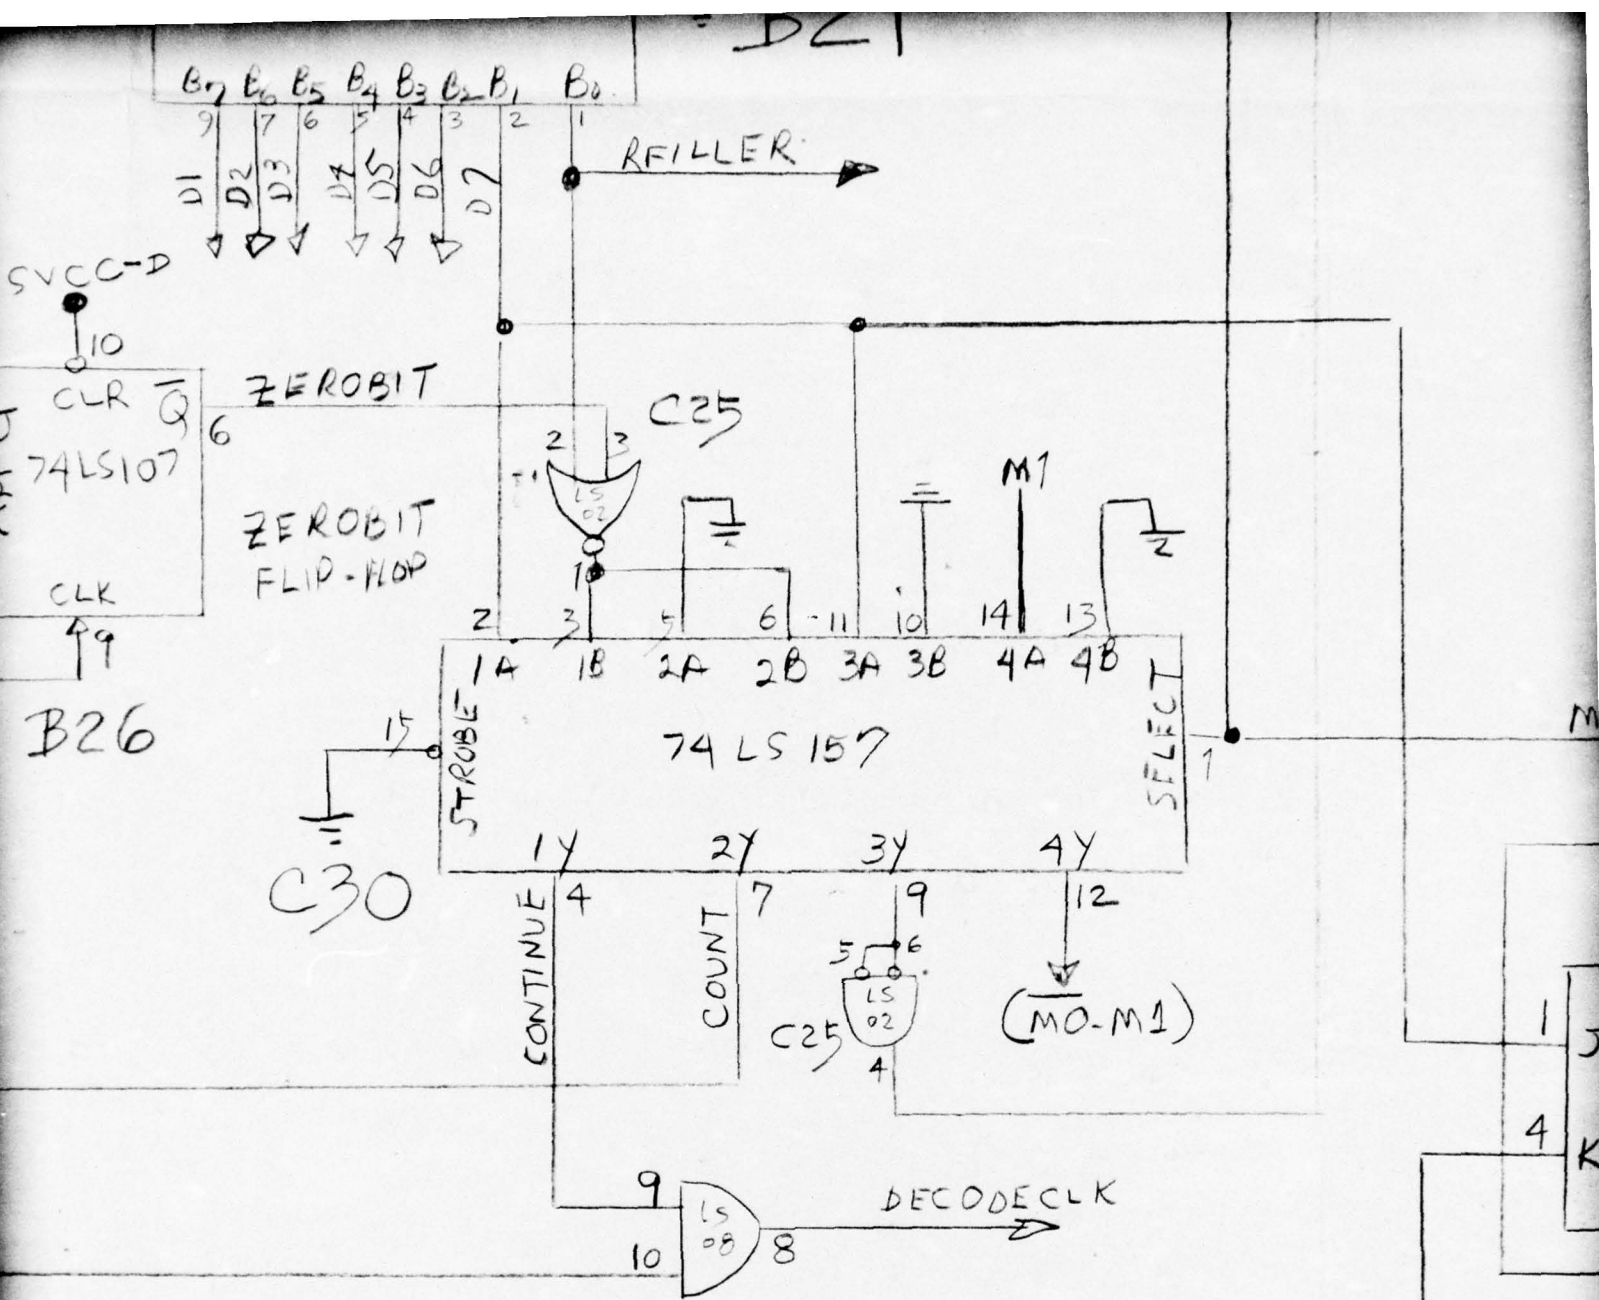 B7 B6 B5 B4 B3 B2 B1 B0
9 7 6 5 4 3 2 1
D1 D2 D3 D4 D5 D6 D7
RFILLER
5VCC-D
10
CLR Q̅
ZEROBIT
6
C25
74LS107
2 3
LS
02
M1
ZEROBIT
FLIP-FLOP
1
CLK
9
2 3 5 6 11 10 14 13
1A 1B 2A 2B 3A 3B 4A 4B
B26
15
STROBE
74LS157
SELECT
1
M
1Y 2Y 3Y 4Y
C30
4 7 9 12
CONTINUE
COUNT
5 6
LS
02
C25
4
(M̅0̅-M1)
1
J
4
K
9
LS
08
10
8
DECODECLK